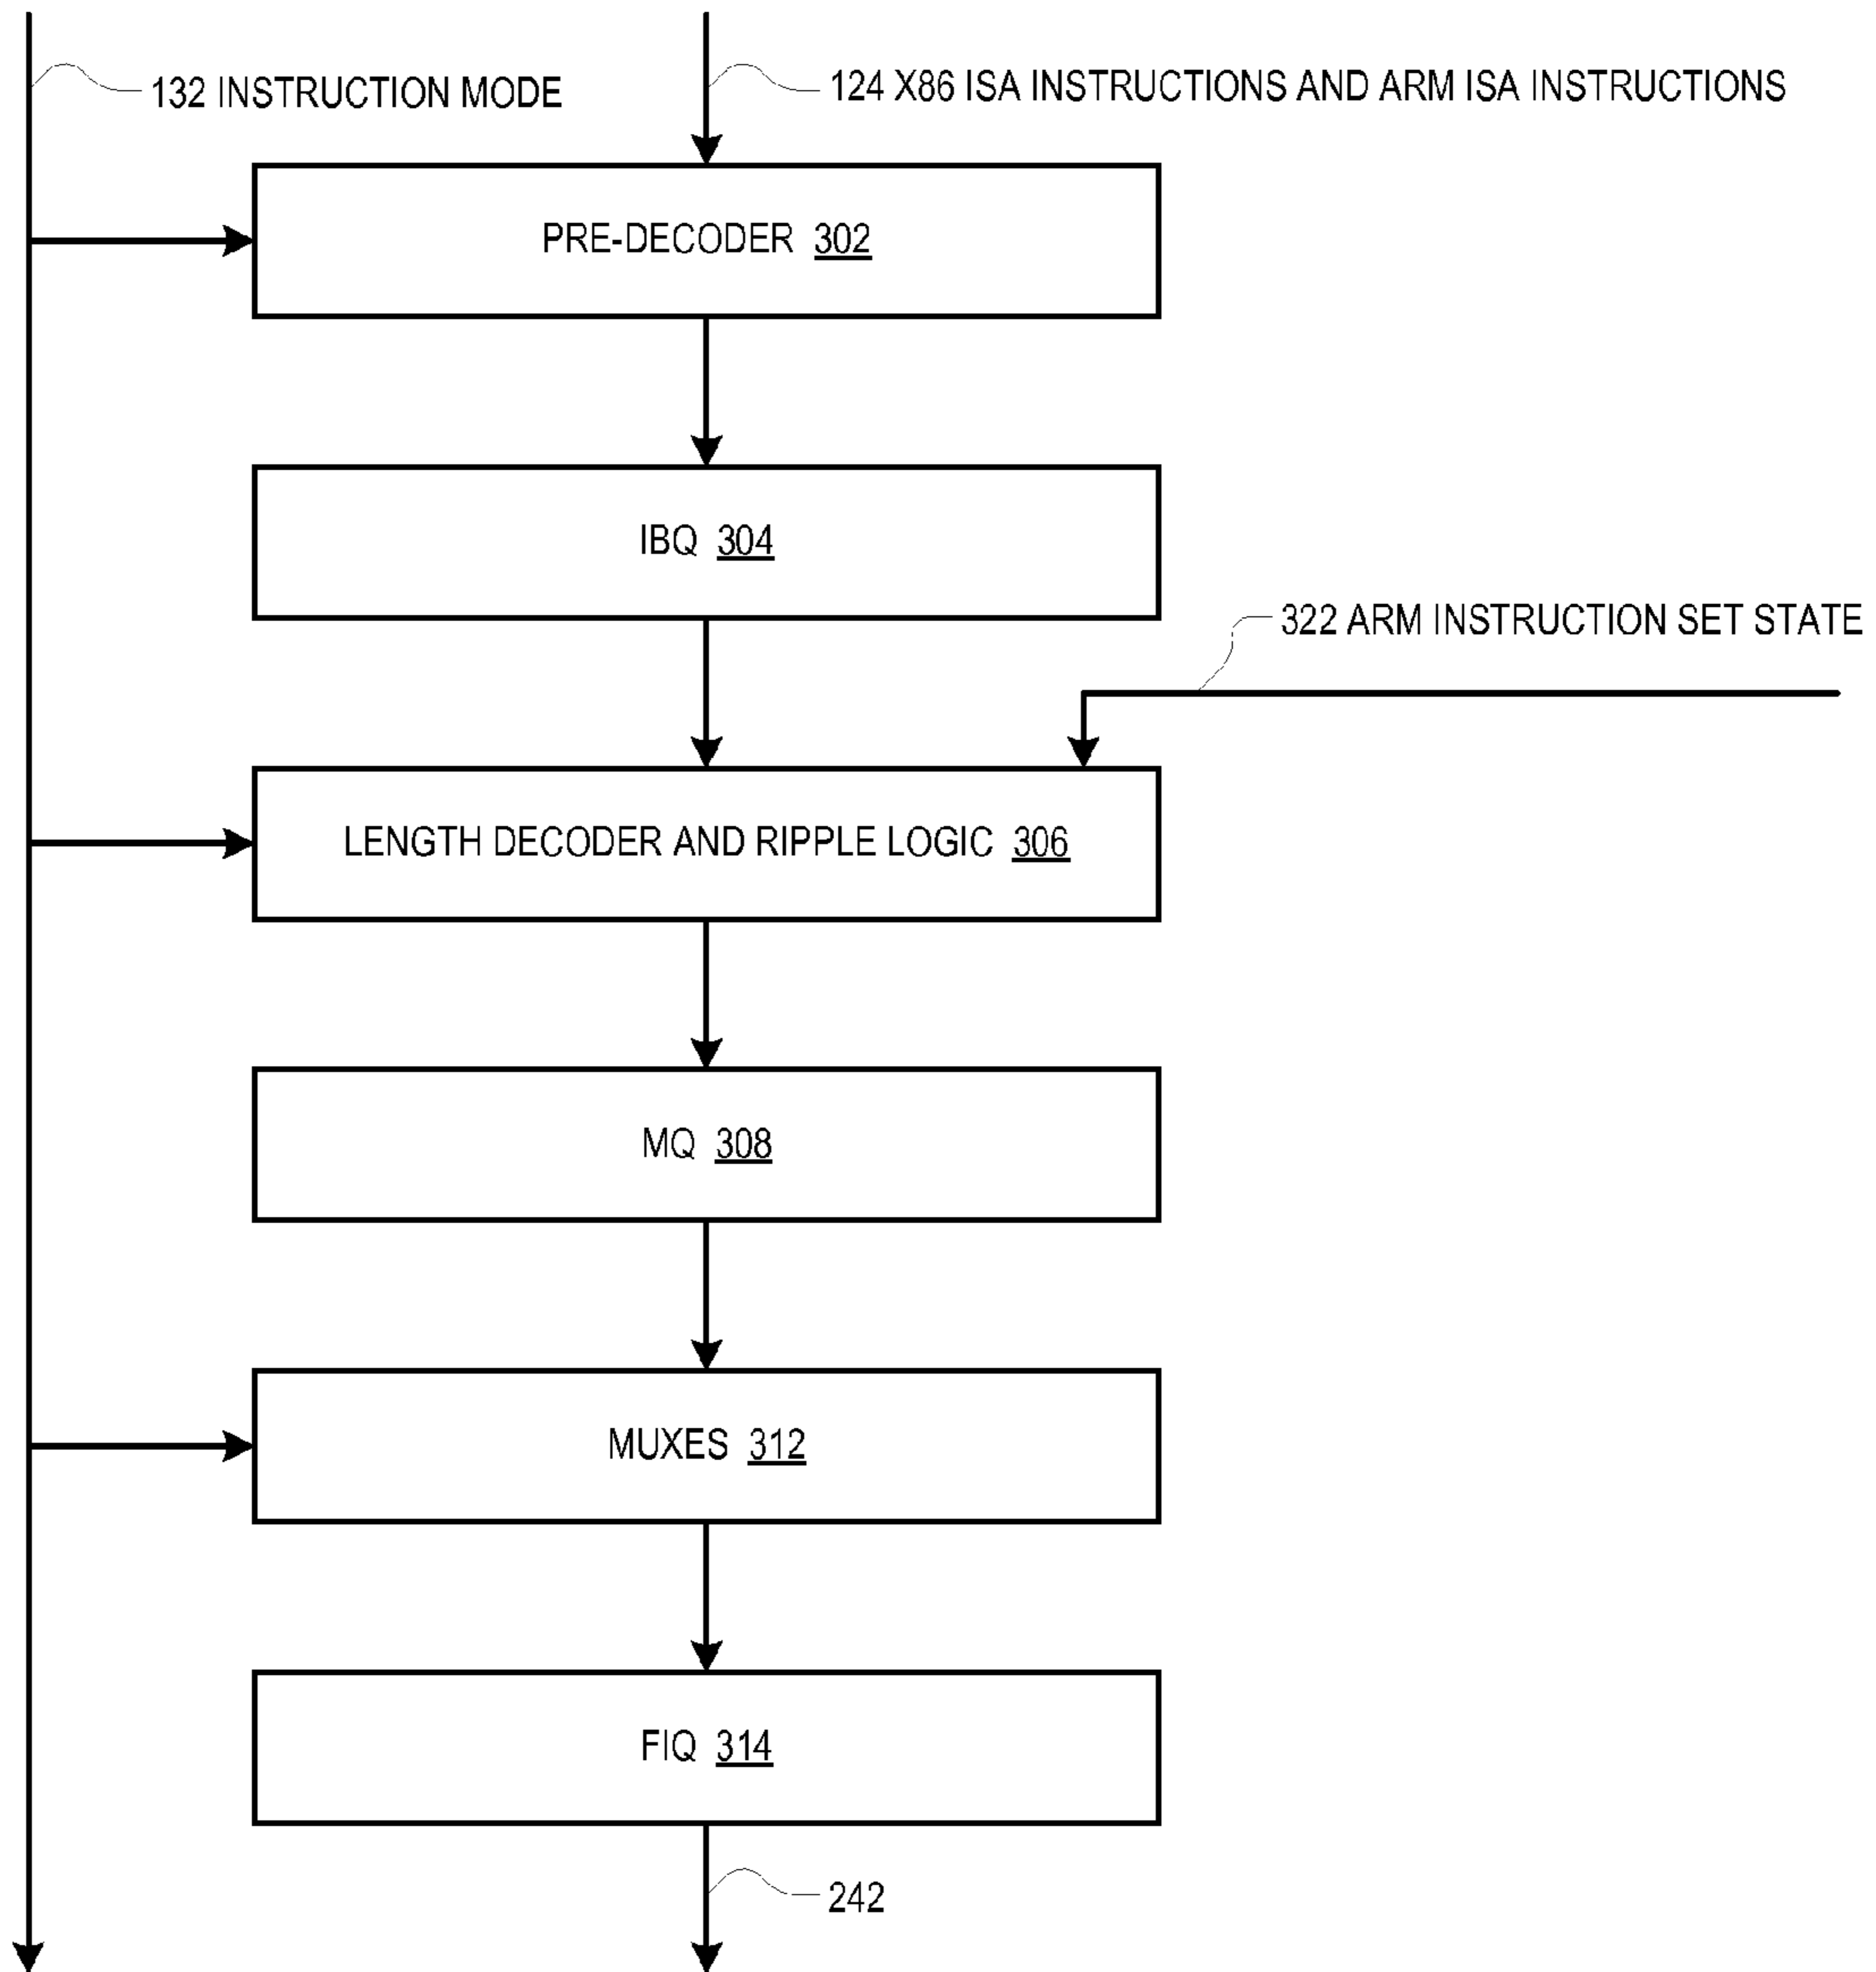 132 INSTRUCTION MODE
124 X86 ISA INSTRUCTIONS AND ARM ISA INSTRUCTIONS
PRE-DECODER 302
IBQ 304
322 ARM INSTRUCTION SET STATE
LENGTH DECODER AND RIPPLE LOGIC 306
MQ 308
MUXES 312
FIQ 314
242